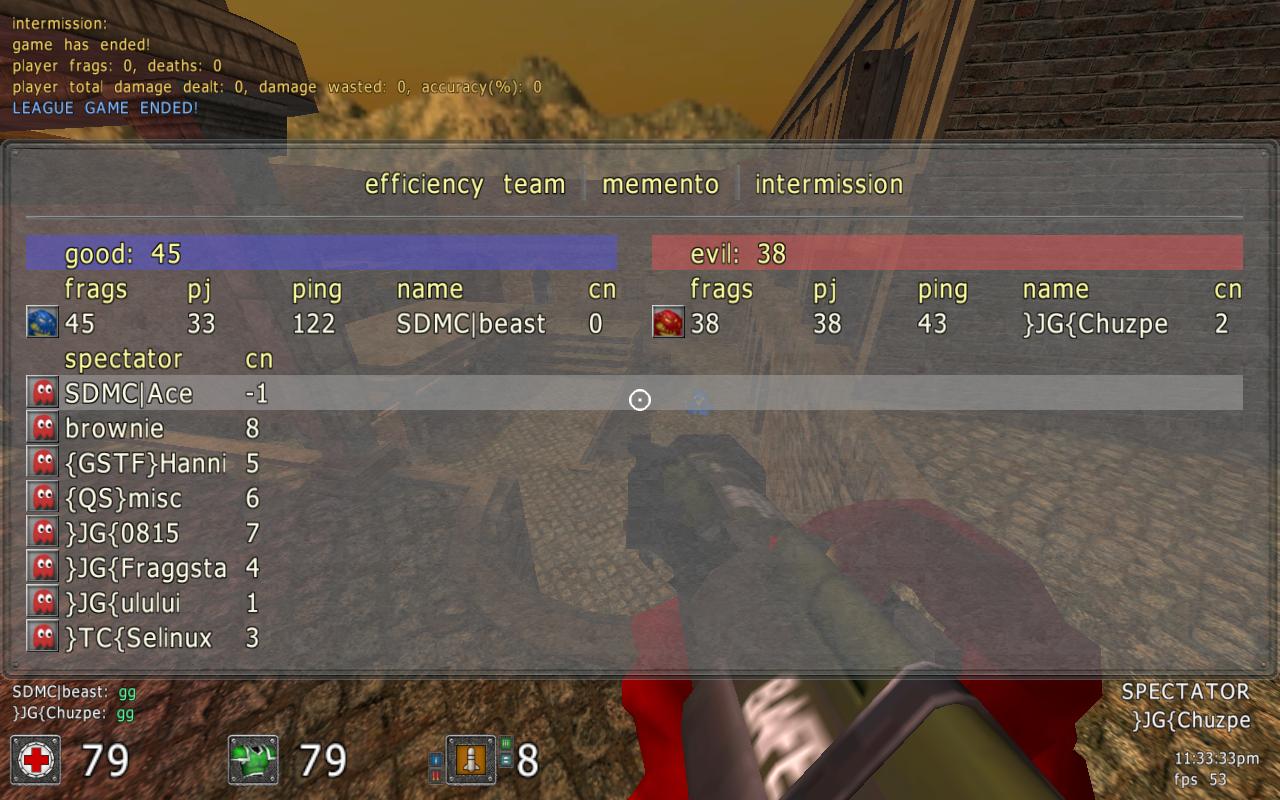 intermission:
game has ended!
player frags: 0, deaths: 0
player total damage dealt: 0, damage wasted: 0, accuracy(%): 0
LEAGUE GAME ENDED!
efficiency team | memento | intermission
good: 45
frags pj ping name cn
45 33 122 SDMC|beast 0
evil: 38
frags pj ping name cn
38 38 43 }JG{Chuzpe 2
spectator cn
SDMC|Ace -1
brownie 8
{GSTF}Hanni 5
{QS}misc 6
}JG{0815 7
}JG{Fraggsta 4
}JG{ulului 1
}TC{Selinux 3
SDMC|beast: gg
}JG{Chuzpe: gg
79 79 8
SPECTATOR
}JG{Chuzpe
11:33:33pm
fps 53